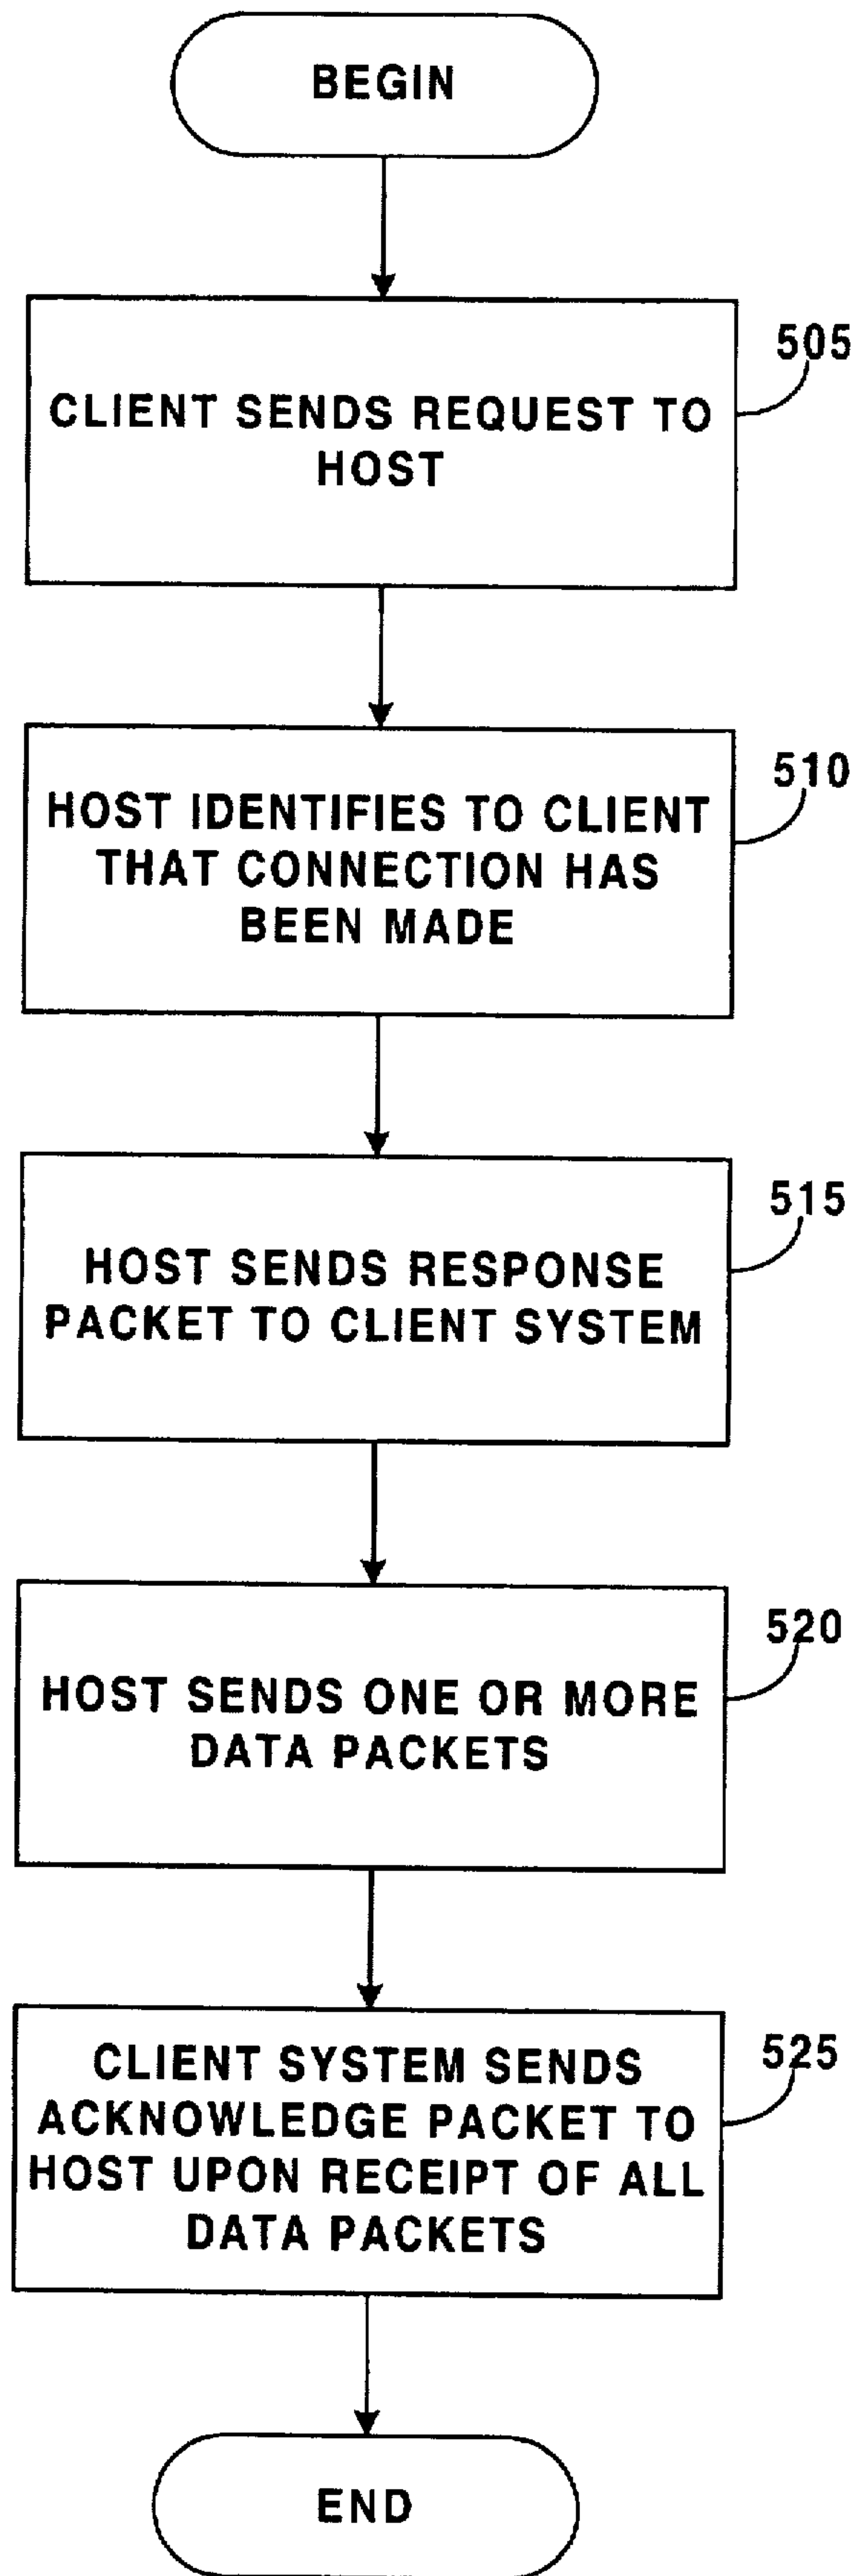 BEGIN
505
CLIENT SENDS REQUEST TO
HOST
510
HOST IDENTIFIES TO CLIENT
THAT CONNECTION HAS
BEEN MADE
515
HOST SENDS RESPONSE
PACKET TO CLIENT SYSTEM
520
HOST SENDS ONE OR MORE
DATA PACKETS
525
CLIENT SYSTEM SENDS
ACKNOWLEDGE PACKET TO
HOST UPON RECEIPT OF ALL
DATA PACKETS
END